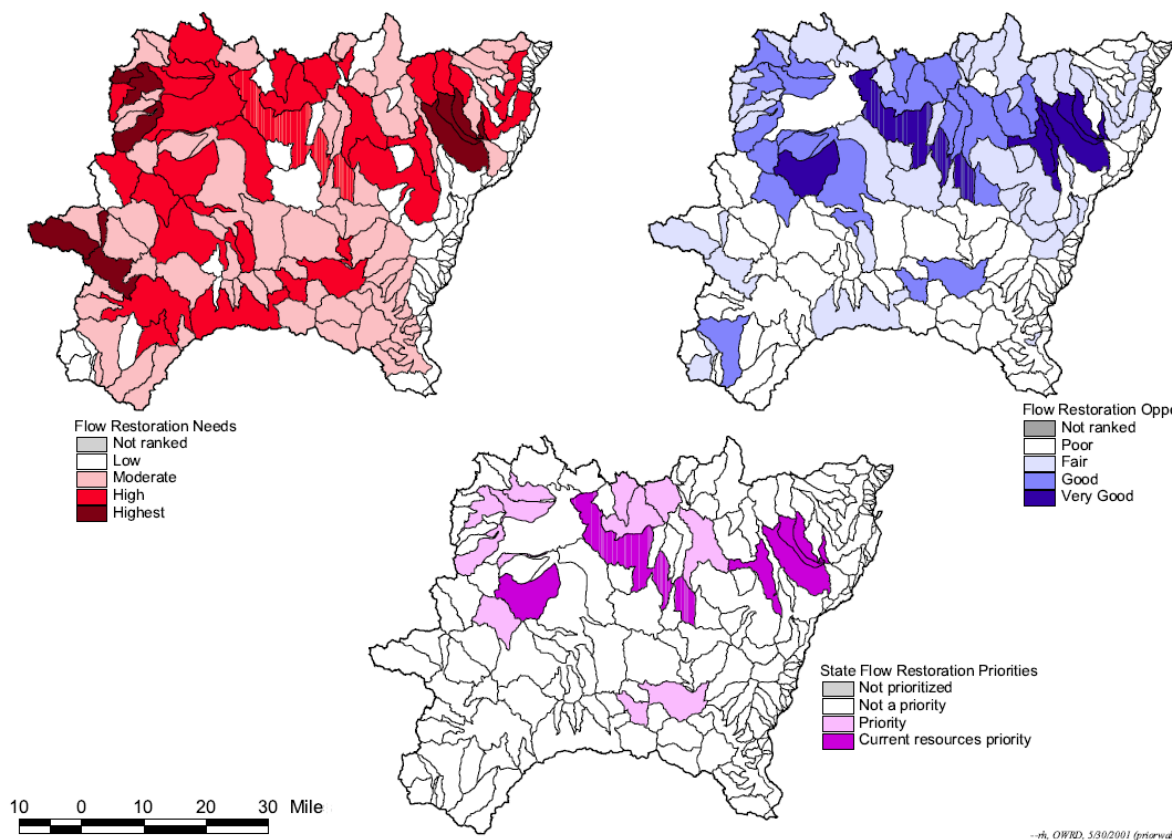 Flow Restoration Needs
Not ranked
Low
Moderate
High
Highest
Flow Restoration Oppo
Not ranked
Poor
Fair
Good
Very Good
State Flow Restoration Priorities
Not prioritized
Not a priority
Priority
Current resources priority
10 0 10 20 30 Mile
OWRD, 5/30/2001